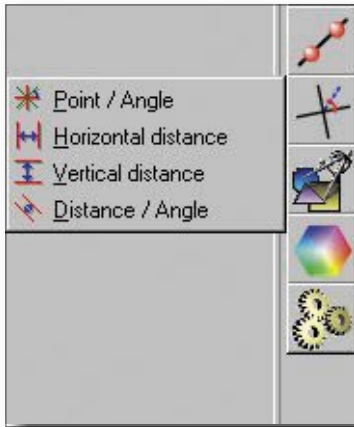 Point / Angle
Horizontal distance
Vertical distance
Distance / Angle